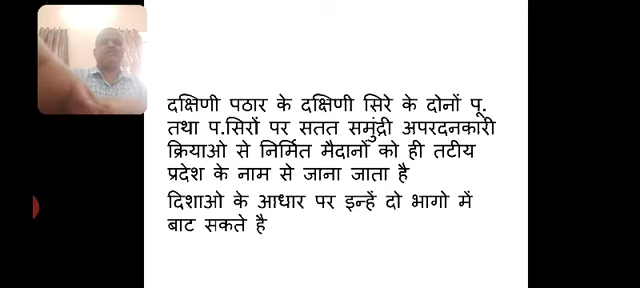 दक्षिणी पठार के दक्षिणी सिरे के दोनों पू.
तथा प.सिरों पर सतत समुंद्री अपरदनकारी
क्रियाओ से निर्मित मैदानों को ही तटीय
प्रदेश के नाम से जाना जाता है
दिशाओ के आधार पर इन्हें दो भागो में
बाट सकते है